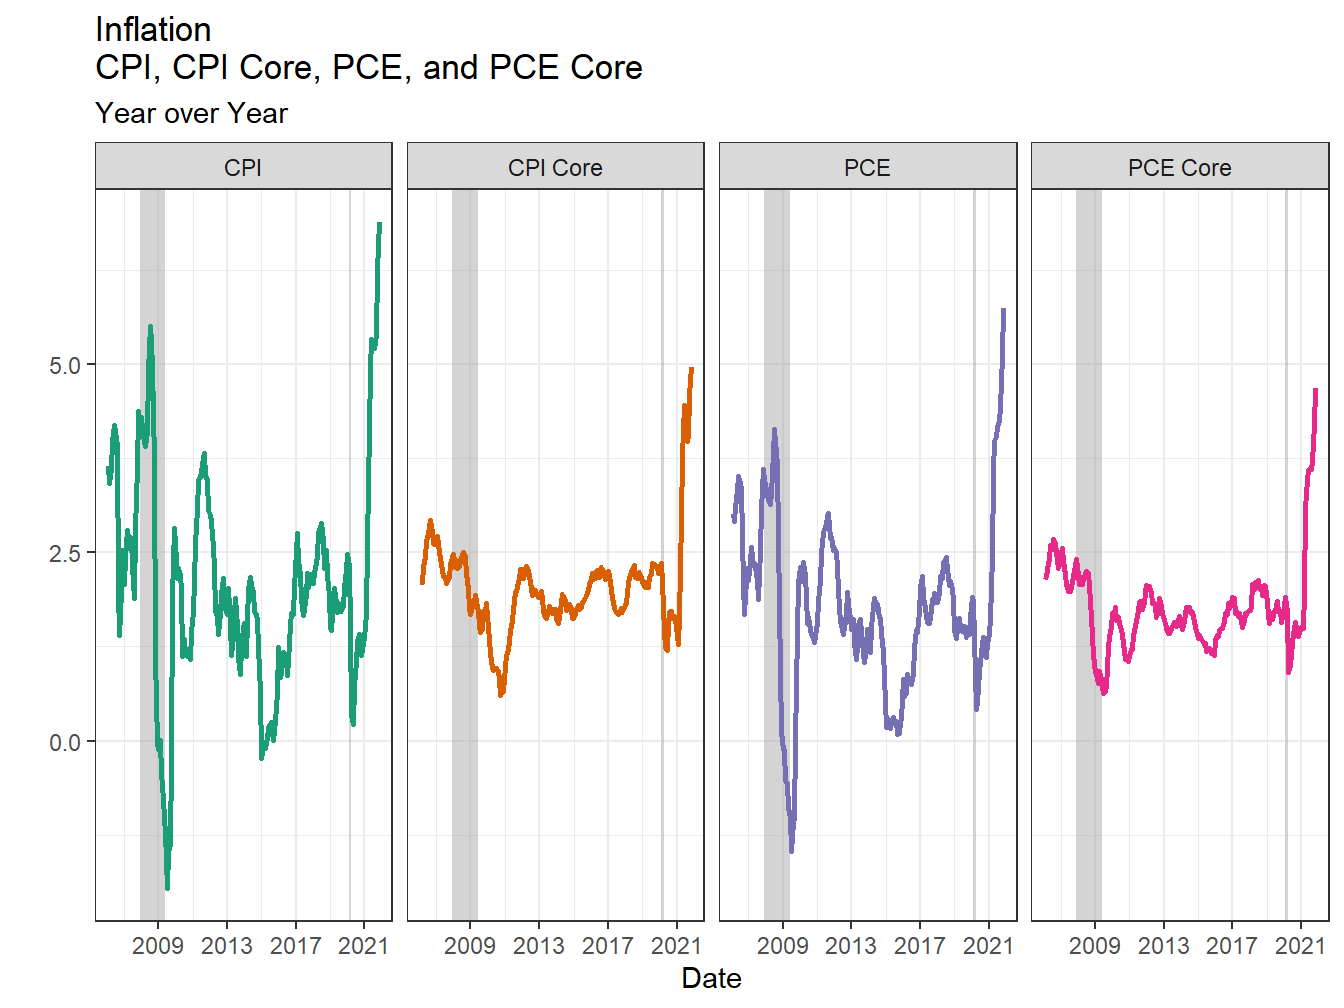 Inflation
CPI, CPI Core, PCE, and PCE Core
Year over Year
CPI
CPI Core
PCE
PCE Core
5.0
2.5
0.0
2009 2013 2017 2021
2009 2013 2017 2021
2009 2013 2017 2021
2009 2013 2017 2021
Date